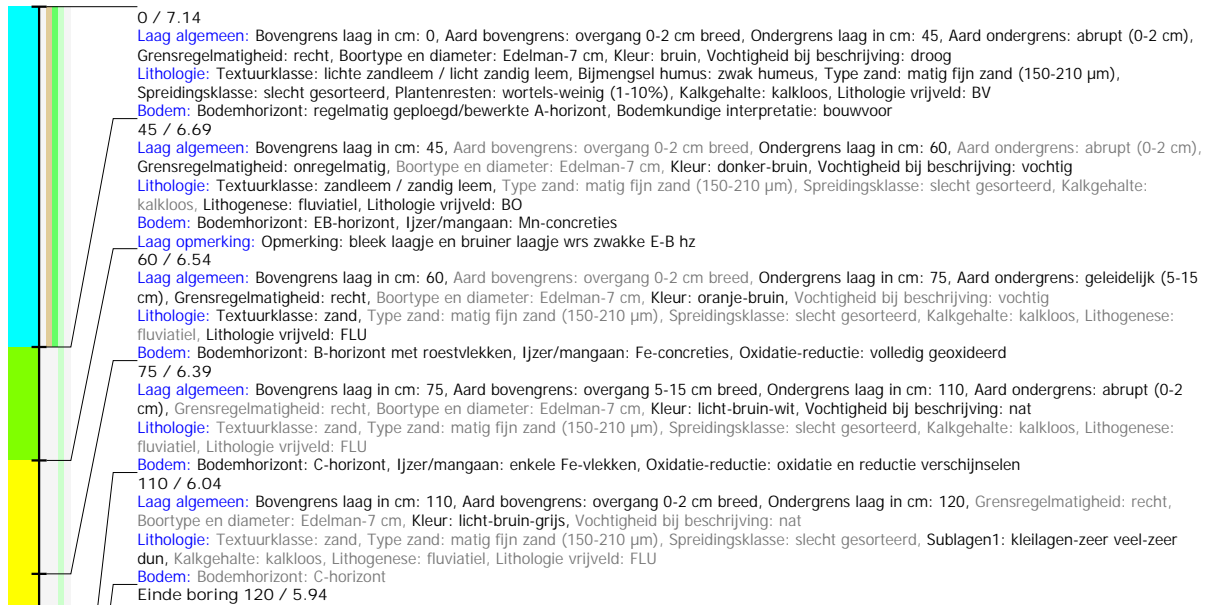 0 / 7.14
Laag algemeen: Bovengrens laag in cm: 0, Aard bovengrens: overgang 0-2 cm breed, Ondergrens laag in cm: 45, Aard ondergrens: abrupt (0-2 cm),
Grensregelmatigheid: recht, Boortype en diameter: Edelman-7 cm, Kleur: bruin, Vochtigheid bij beschrijving: droog
Lithologie: Textuurklasse: lichte zandleem / licht zandig leem, Bijmengsel humus: zwak humeus, Type zand: matig fijn zand (150-210 µm),
Spreidingsklasse: slecht gesorteerd, Plantenresten: wortels-weinig (1-10%), Kalkgehalte: kalkloos, Lithologie vrijveld: BV
Bodem: Bodemhorizont: regelmatig geploegd/bewerkte A-horizont, Bodemkundige interpretatie: bouwvoor
45 / 6.69
Laag algemeen: Bovengrens laag in cm: 45, Aard bovengrens: overgang 0-2 cm breed, Ondergrens laag in cm: 60, Aard ondergrens: abrupt (0-2 cm),
Grensregelmatigheid: onregelmatig, Boortype en diameter: Edelman-7 cm, Kleur: donker-bruin, Vochtigheid bij beschrijving: vochtig
Lithologie: Textuurklasse: zandleem / zandig leem, Type zand: matig fijn zand (150-210 µm), Spreidingsklasse: slecht gesorteerd, Kalkgehalte:
kalkloos, Lithogenese: fluviatiel, Lithologie vrijveld: BO
Bodem: Bodemhorizont: EB-horizont, Ijzer/mangaan: Mn-concreties
Laag opmerking: Opmerking: bleek laagje en bruiner laagje wrs zwakke E-B hz
60 / 6.54
Laag algemeen: Bovengrens laag in cm: 60, Aard bovengrens: overgang 0-2 cm breed, Ondergrens laag in cm: 75, Aard ondergrens: geleidelijk (5-15
cm), Grensregelmatigheid: recht, Boortype en diameter: Edelman-7 cm, Kleur: oranje-bruin, Vochtigheid bij beschrijving: vochtig
Lithologie: Textuurklasse: zand, Type zand: matig fijn zand (150-210 µm), Spreidingsklasse: slecht gesorteerd, Kalkgehalte: kalkloos, Lithogenese:
fluviatiel, Lithologie vrijveld: FLU
Bodem: Bodemhorizont: B-horizont met roestvlekken, Ijzer/mangaan: Fe-concreties, Oxidatie-reductie: volledig geoxideerd
75 / 6.39
Laag algemeen: Bovengrens laag in cm: 75, Aard bovengrens: overgang 5-15 cm breed, Ondergrens laag in cm: 110, Aard ondergrens: abrupt (0-2
cm), Grensregelmatigheid: recht, Boortype en diameter: Edelman-7 cm, Kleur: licht-bruin-wit, Vochtigheid bij beschrijving: nat
Lithologie: Textuurklasse: zand, Type zand: matig fijn zand (150-210 µm), Spreidingsklasse: slecht gesorteerd, Kalkgehalte: kalkloos, Lithogenese:
fluviatiel, Lithologie vrijveld: FLU
Bodem: Bodemhorizont: C-horizont, Ijzer/mangaan: enkele Fe-vlekken, Oxidatie-reductie: oxidatie en reductie verschijnselen
110 / 6.04
Laag algemeen: Bovengrens laag in cm: 110, Aard bovengrens: overgang 0-2 cm breed, Ondergrens laag in cm: 120, Grensregelmatigheid: recht,
Boortype en diameter: Edelman-7 cm, Kleur: licht-bruin-grijs, Vochtigheid bij beschrijving: nat
Lithologie: Textuurklasse: zand, Type zand: matig fijn zand (150-210 µm), Spreidingsklasse: slecht gesorteerd, Sublagen1: kleilagen-zeer veel-zeer
dun, Kalkgehalte: kalkloos, Lithogenese: fluviatiel, Lithologie vrijveld: FLU
Bodem: Bodemhorizont: C-horizont
Einde boring 120 / 5.94